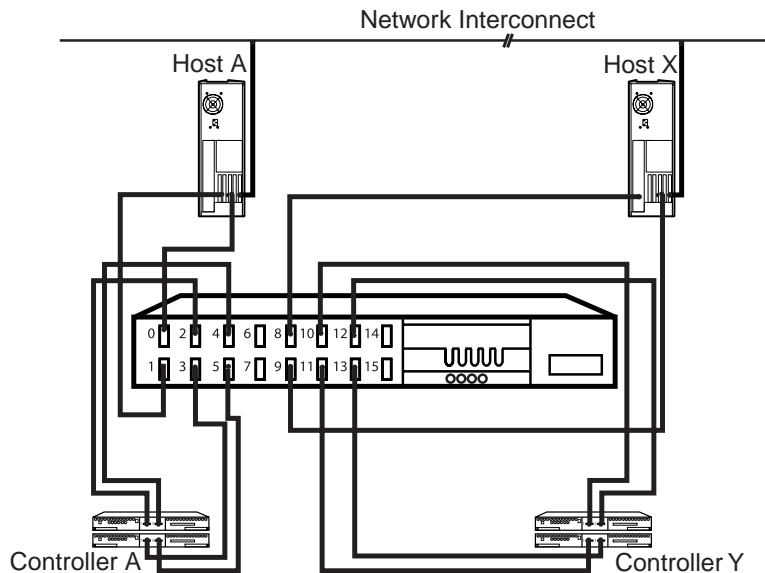 Network Interconnect
Host A
Host X
0 2 4 6 8 10 12 14
1 3 5 7 9 11 13 15
Controller A
Controller Y